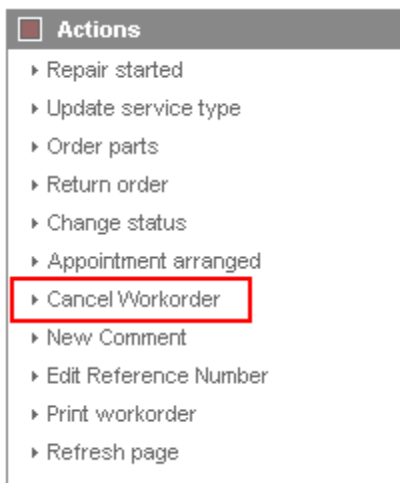 Actions
Repair started
Update service type
Order parts
Return order
Change status
Appointment arranged
Cancel Workorder
New Comment
Edit Reference Number
Print workorder
Refresh page